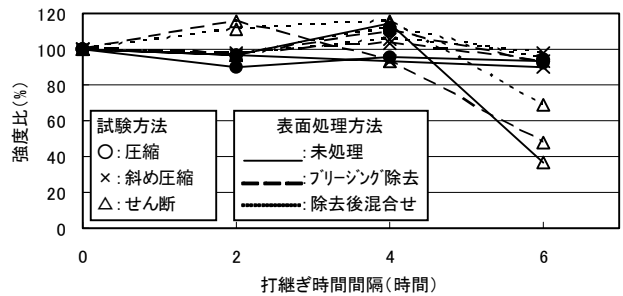 120
100
80
60
40
20
0
強度比(%)
試験方法
○：圧縮
×：斜め圧縮
△：せん断
表面処理方法
：未処理
：ブリージング除去
：除去後混合せ
0 2 4 6
打継ぎ時間間隔(時間)